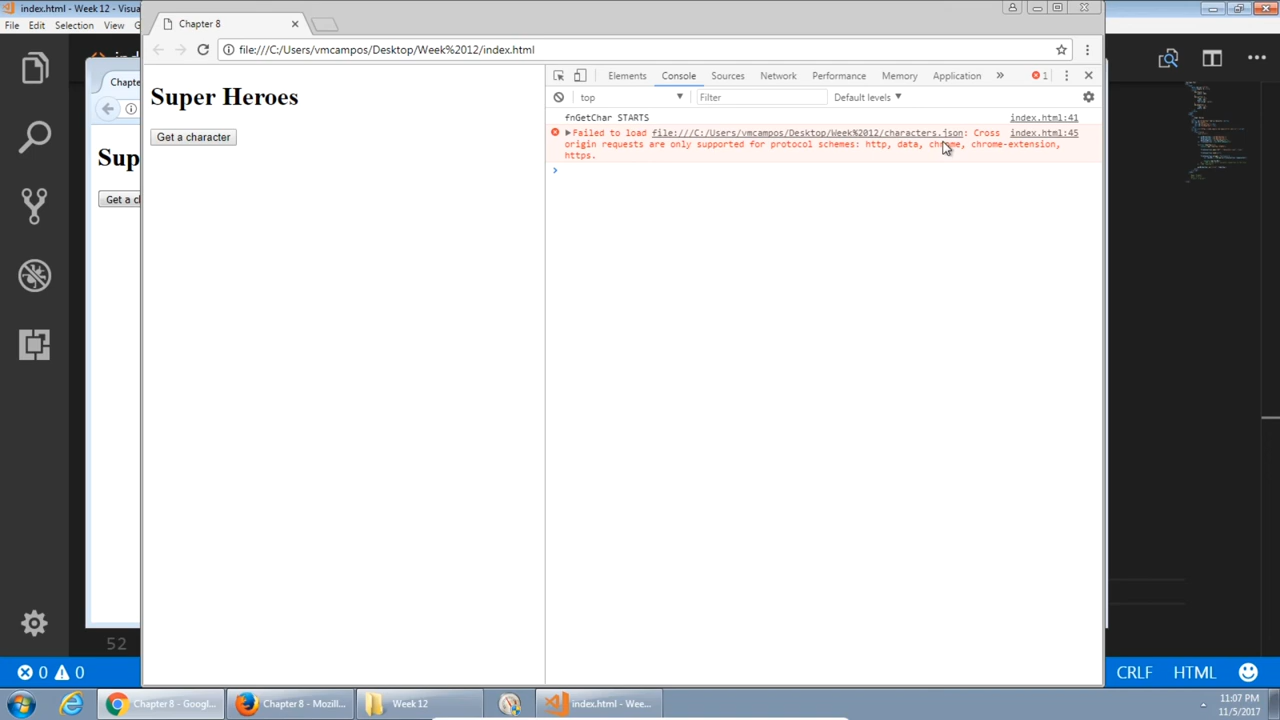 index.html - Week 12 - Visua
File Edit Selection View G
Chapter 8
file:///C:/Users/vmcampos/Desktop/Week%2012/index.html
Chapte
Sup
Get a cl
Super Heroes
Get a character
Elements Console Sources Network Performance Memory Application » 1
top Filter Default levels
fnGetChar STARTS index.html:41
Failed to load file:///C:/Users/vmcampos/Desktop/Week%2012/character Cross index.html:45
origin requests are only supported for protocol schemes: http, data, chrome-extension,
https.
52
0 0 CRLF HTML
Chapter 8 - Googl... Chapter 8 - Mozill... Week 12 index.html - Wee... 11:07 PM
11/5/2017